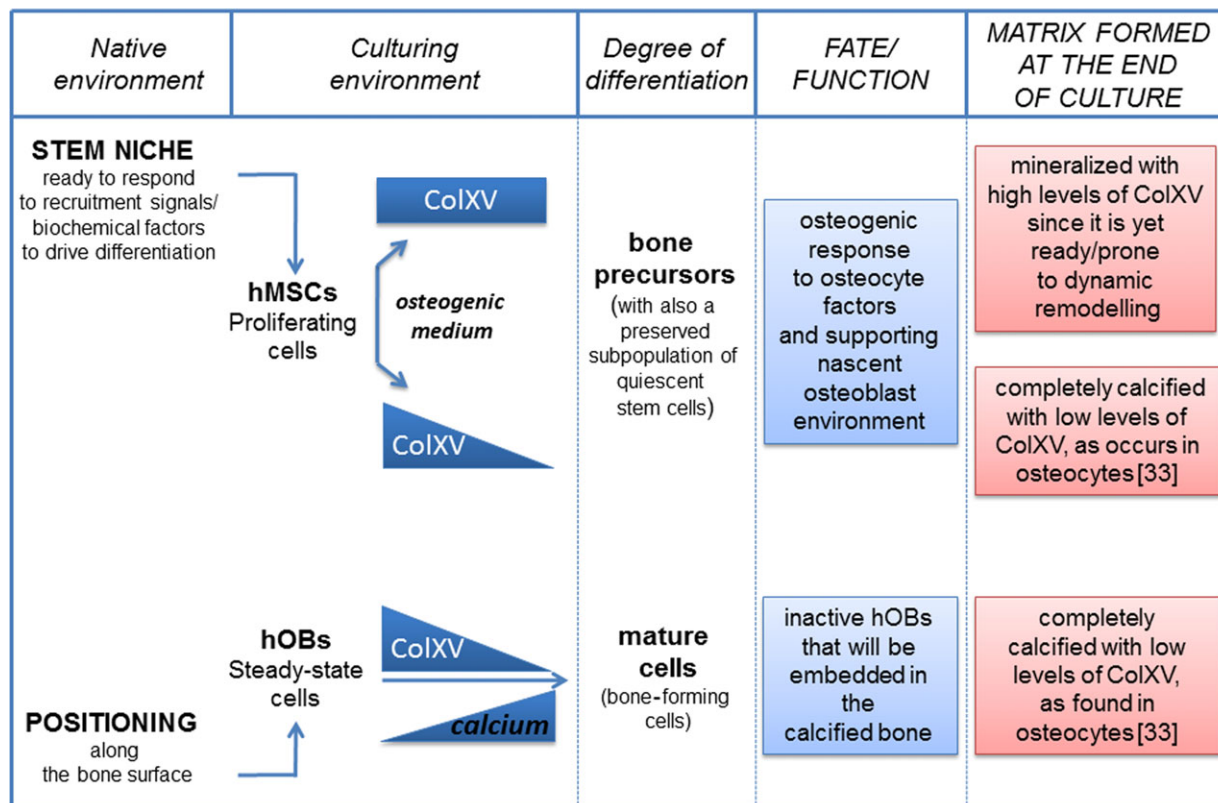 Native
environment
Culturing
environment
Degree of
differentiation
FATE/
FUNCTION
MATRIX FORMED
AT THE END
OF CULTURE
STEM NICHE
ready to respond
to recruitment signals/
biochemical factors
to drive differentiation
hMSCs
Proliferating
cells
ColXV
osteogenic
medium
ColXV
bone
precursors
(with also a
preserved
subpopulation of
quiescent
stem cells)
osteogenic
response
to osteocyte
factors
and supporting
nascent
osteoblast
environment
mineralized with
high levels of ColXV
since it is yet
ready/prone
to dynamic
remodelling
completely calcified
with low levels of
ColXV, as occurs in
osteocytes[33]
POSITIONING
along
the bone surface
hOBs
Steady-state
cells
ColXV
calcium
mature
cells
(bone-forming
cells)
inactive hOBs
that will be
embedded in
the
calcified bone
completely
calcified with low
levels of ColXV,
as found in
osteocytes[33]